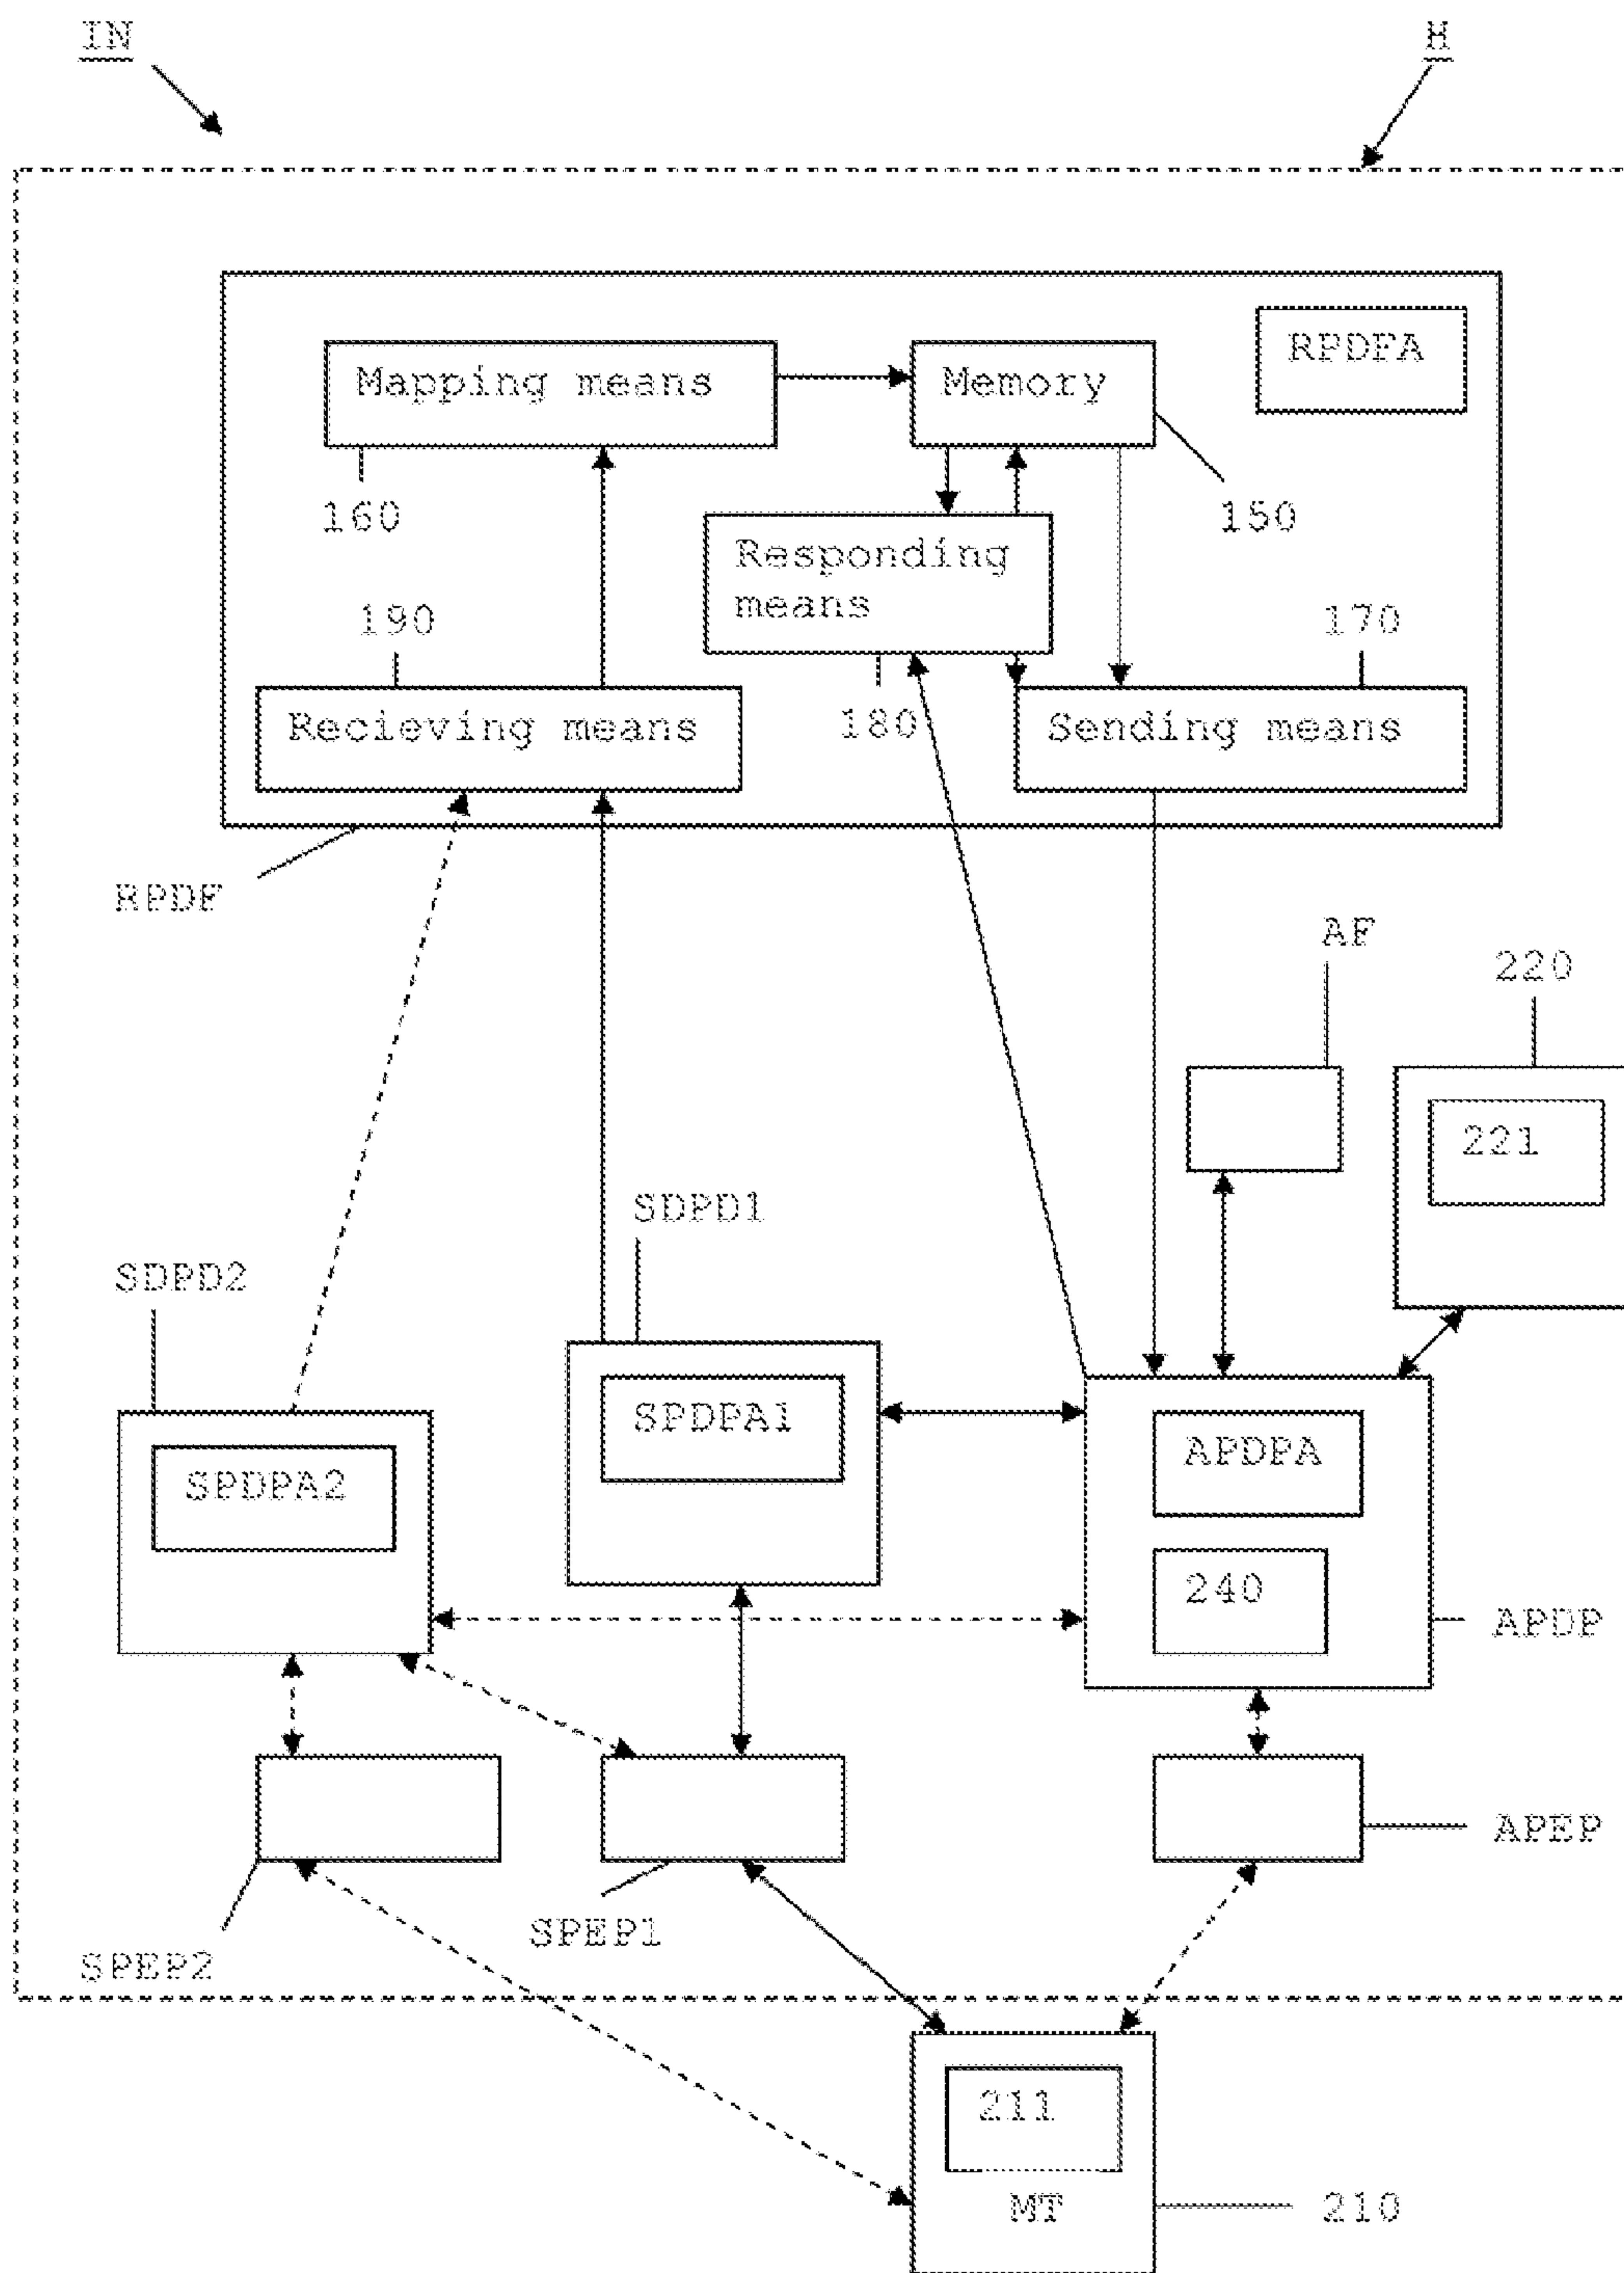 IN
H
RPDFA
Mapping means
Memory
160
150
Responding
means
190
170
180
Recieving means
Sending means
RPDF
AF
220
221
SDPD1
SDPD2
SPDPA1
APDPA
SPDPA2
240
APDP
APEP
SPEP1
SPEP2
211
MT
210